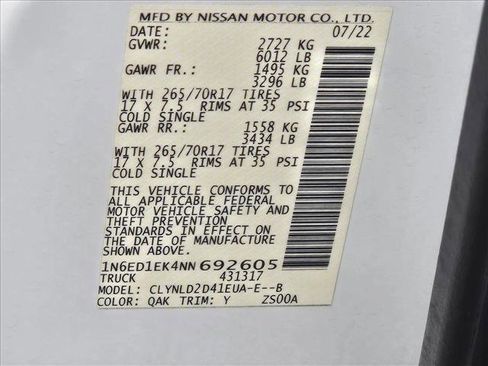 MFD BY NISSAN MOTOR CO., LTD.
DATE: 07/22
GVWR: 2727 KG
6012 LB
GAWR FR.: 1495 KG
3296 LB
WITH 265/70R17 TIRES
17 X 7.5 RIMS AT 35 PSI
COLD SINGLE
GAWR RR.: 1558 KG
3434 LB
WITH 265/70R17 TIRES
17 X 7.5 RIMS AT 35 PSI
COLD SINGLE
THIS VEHICLE CONFORMS TO
ALL APPLICABLE FEDERAL
MOTOR VEHICLE SAFETY AND
THEFT PREVENTION
STANDARDS IN EFFECT ON
THE DATE OF MANUFACTURE
SHOWN ABOVE.
1N6ED1EK4NN692605
TRUCK 431317
MODEL: CLYNLD2D41EUA-E--B
COLOR: QAK TRIM: Y ZS00A